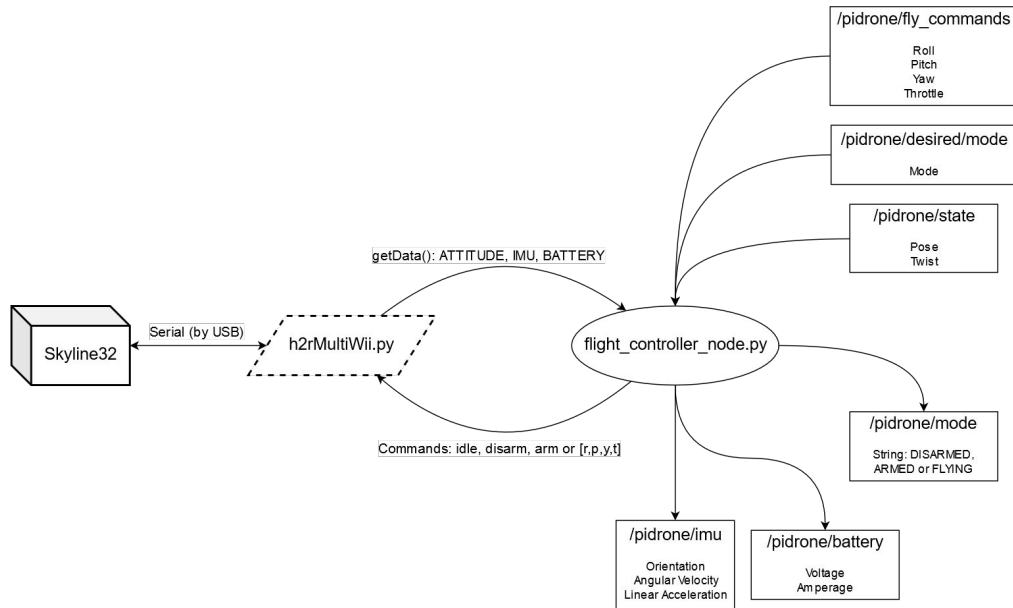 /pidrone/fly_commands
Roll
Pitch
Yaw
Throttle
/pidrone/desired/mode
Mode
/pidrone/state
Pose
Twist
getData(): ATTITUDE, IMU, BATTERY
Serial (by USB)
Skyline32
h2rMultiWii.py
flight_controller_node.py
Commands: idle, disarm, arm or [r,p,y,t]
/pidrone/mode
String: DISARMED,
ARMED or FLYING
/pidrone/imu
Orientation
Angular Velocity
Linear Acceleration
/pidrone/battery
Voltage
Amperage